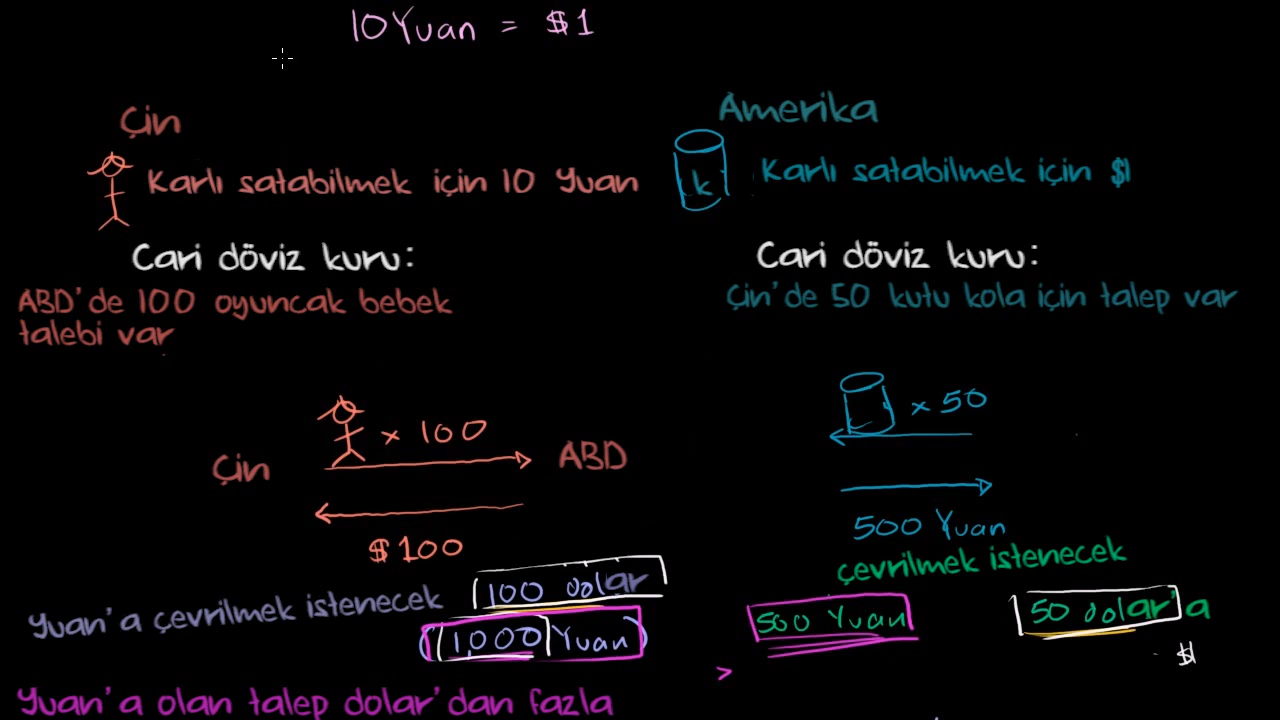 10 Yuan = $1
Çin
Karlı satabilmek için 10 Yuan
Cari döviz kuru:
ABD'de 100 oyuncak bebek
talebi var
x 100
Çin
ABD
$100
Yuan'a çevrilmek istenecek 100 dolar
(1,000 Yuan)
Yuan'a olan talep dolar'dan fazla
Amerika
k
Karlı satabilmek için $1
Cari döviz kuru:
Çin'de 50 kutu kola için talep var
x 50
500 Yuan
çevrilmek istenecek
500 Yuan
50 dolar'a
$1
>